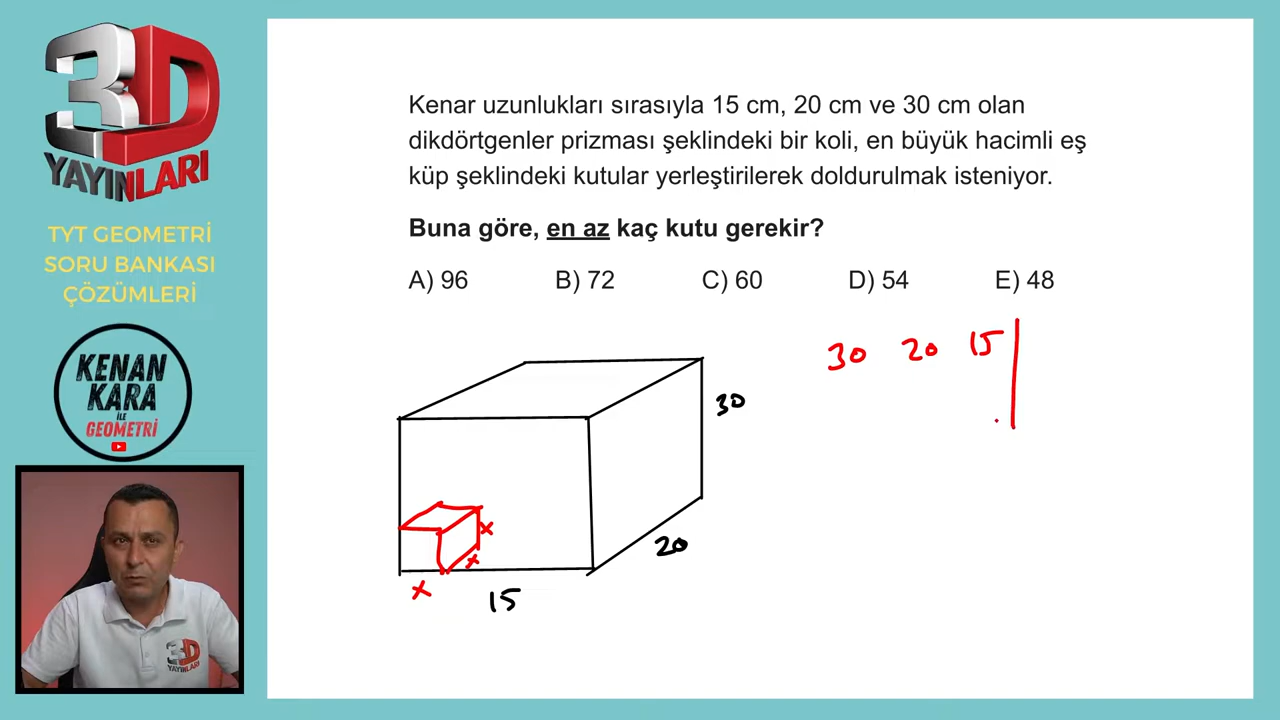 3D
YAYINLARI
TYT GEOMETRİ
SORU BANKASI
ÇÖZÜMLERİ
KENAN
KARA
İLE
GEOMETRİ
3D
YAYINLARI
Kenar uzunlukları sırasıyla 15 cm, 20 cm ve 30 cm olan
dikdörtgenler prizması şeklindeki bir koli, en büyük hacimli eş
küp şeklindeki kutular yerleştirilerek doldurulmak isteniyor.
Buna göre, en az kaç kutu gerekir?
A) 96 B) 72 C) 60 D) 54 E) 48
30 20 15
30
x
x
20
x
15